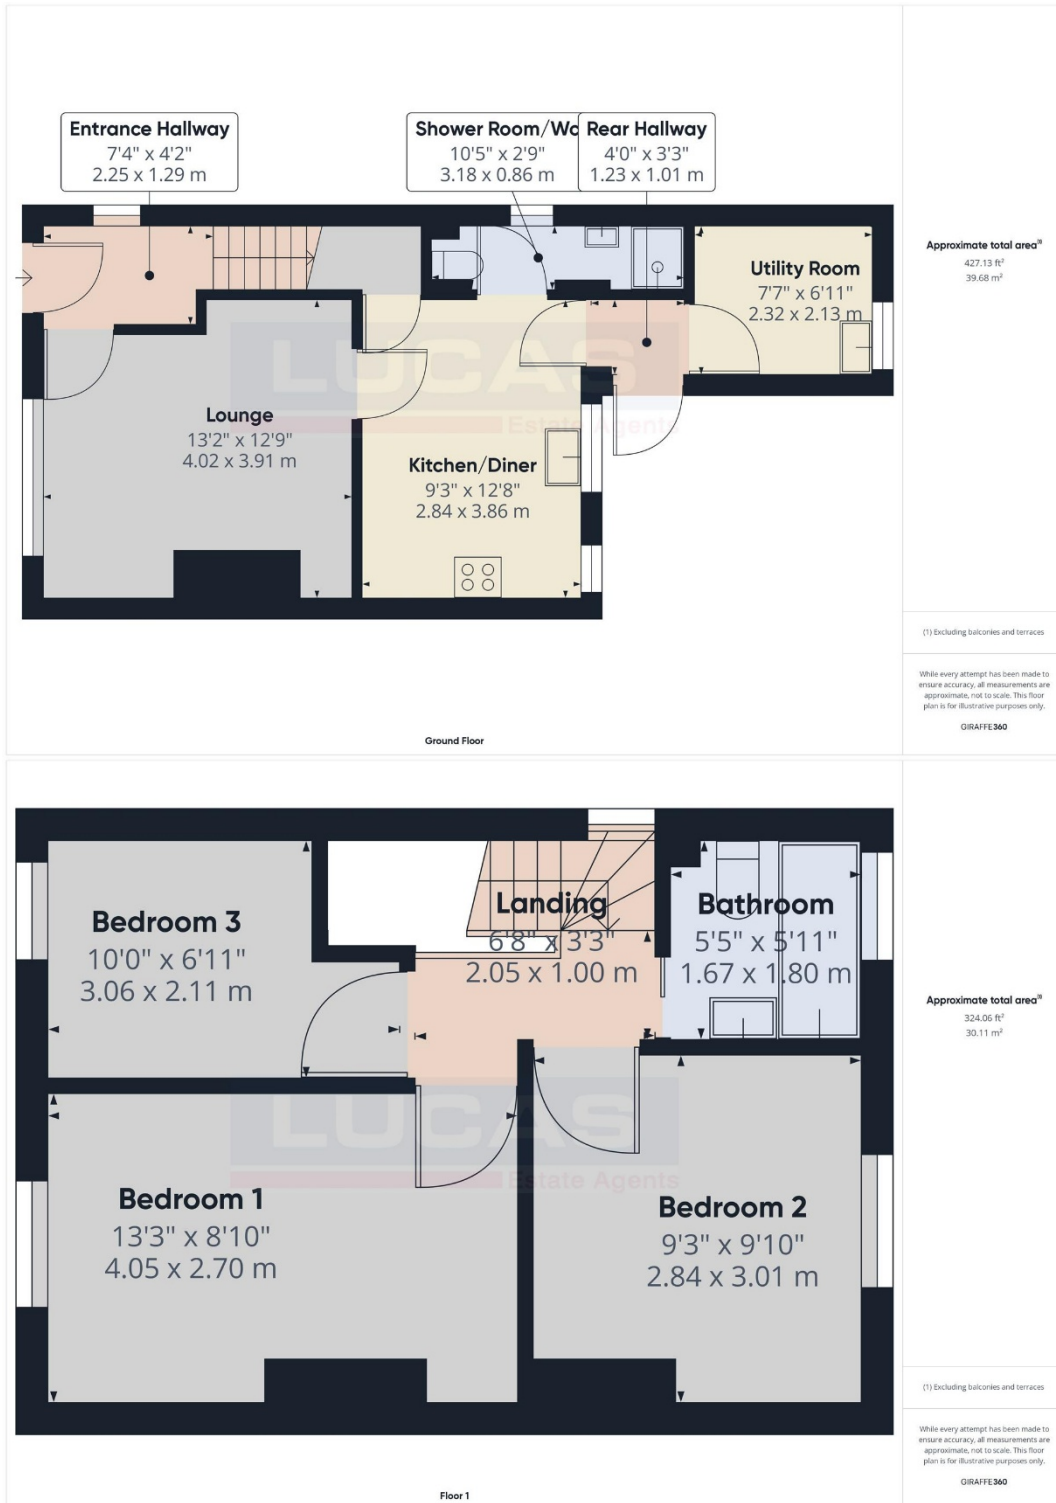 Entrance Hallway
7'4" x 4'2"
2.25 x 1.29 m
Shower Room/Wc
10'5" x 2'9"
3.18 x 0.86 m
Rear Hallway
4'0" x 3'3"
1.23 x 1.01 m
Utility Room
7'7" x 6'11"
2.32 x 2.13 m
LUCAS
Estate Agents
Lounge
13'2" x 12'9"
4.02 x 3.91 m
Kitchen/Diner
9'3" x 12'8"
2.84 x 3.86 m
Ground Floor
Approximate total area(1)
427.13 ft²
39.68 m²
(1) Excluding balconies and terraces
While every attempt has been made to
ensure accuracy, all measurements are
approximate, not to scale. This floor
plan is for illustrative purposes only.
GIRAFFE360
Bedroom 3
10'0" x 6'11"
3.06 x 2.11 m
Landing
6'8" x 3'3"
2.05 x 1.00 m
Bathroom
5'5" x 5'11"
1.67 x 1.80 m
LUCAS
Estate Agents
Bedroom 1
13'3" x 8'10"
4.05 x 2.70 m
Bedroom 2
9'3" x 9'10"
2.84 x 3.01 m
Floor 1
Approximate total area(1)
324.06 ft²
30.11 m²
(1) Excluding balconies and terraces
While every attempt has been made to
ensure accuracy, all measurements are
approximate, not to scale. This floor
plan is for illustrative purposes only.
GIRAFFE360